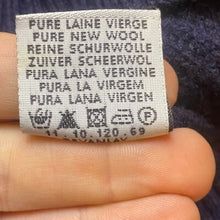 PURE LAINE VIERGE
PURE NEW WOOL
REINE SCHURWOLLE
ZUIVER SCHEERWOL
PURA LANA VERGINE
PURA LA VIRGEM
PURA LANA VIRGEN
11.10.120.69